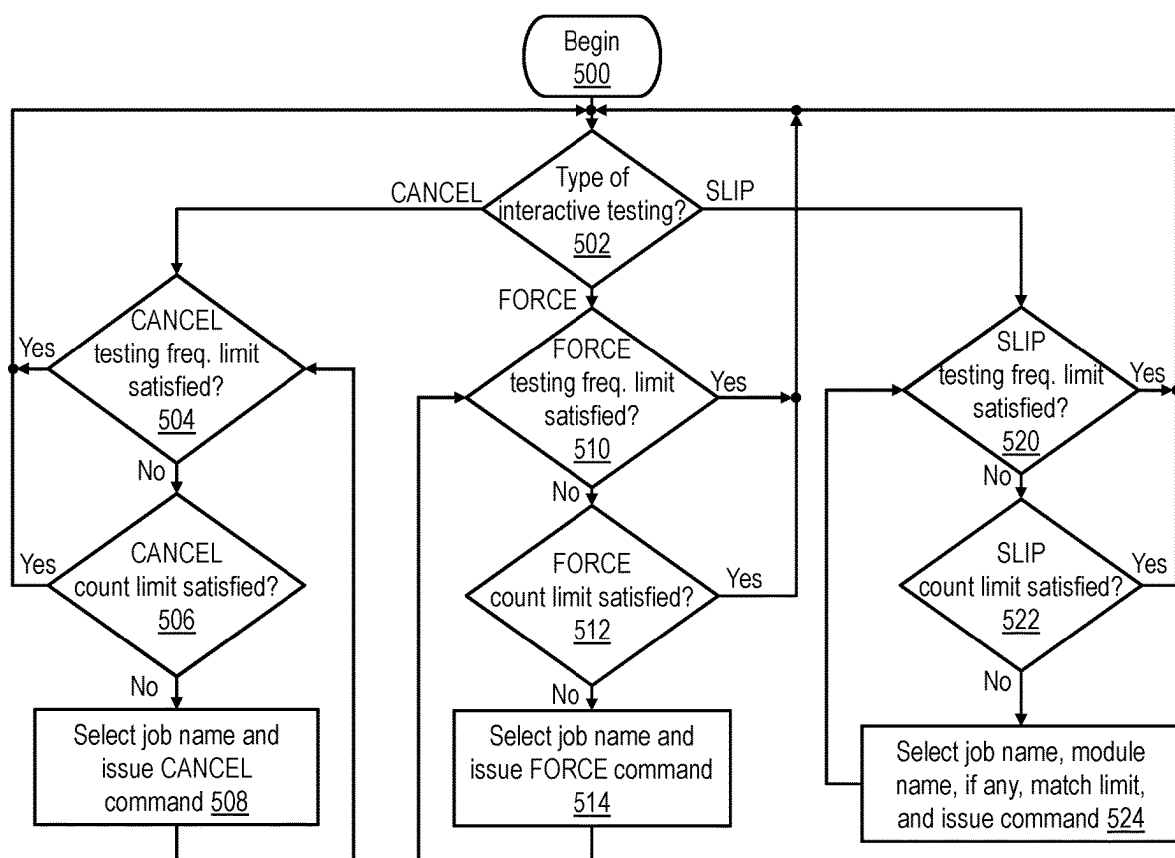 Begin
500
Type of
interactive testing?
502
CANCEL
SLIP
FORCE
CANCEL
testing freq. limit
satisfied?
504
Yes
No
FORCE
testing freq. limit
satisfied?
510
Yes
No
SLIP
testing freq. limit
satisfied?
520
Yes
No
CANCEL
count limit satisfied?
506
Yes
No
FORCE
count limit satisfied?
512
Yes
No
SLIP
count limit satisfied?
522
Yes
No
Select job name and
issue CANCEL
command 508
Select job name and
issue FORCE command
514
Select job name, module
name, if any, match limit,
and issue command 524